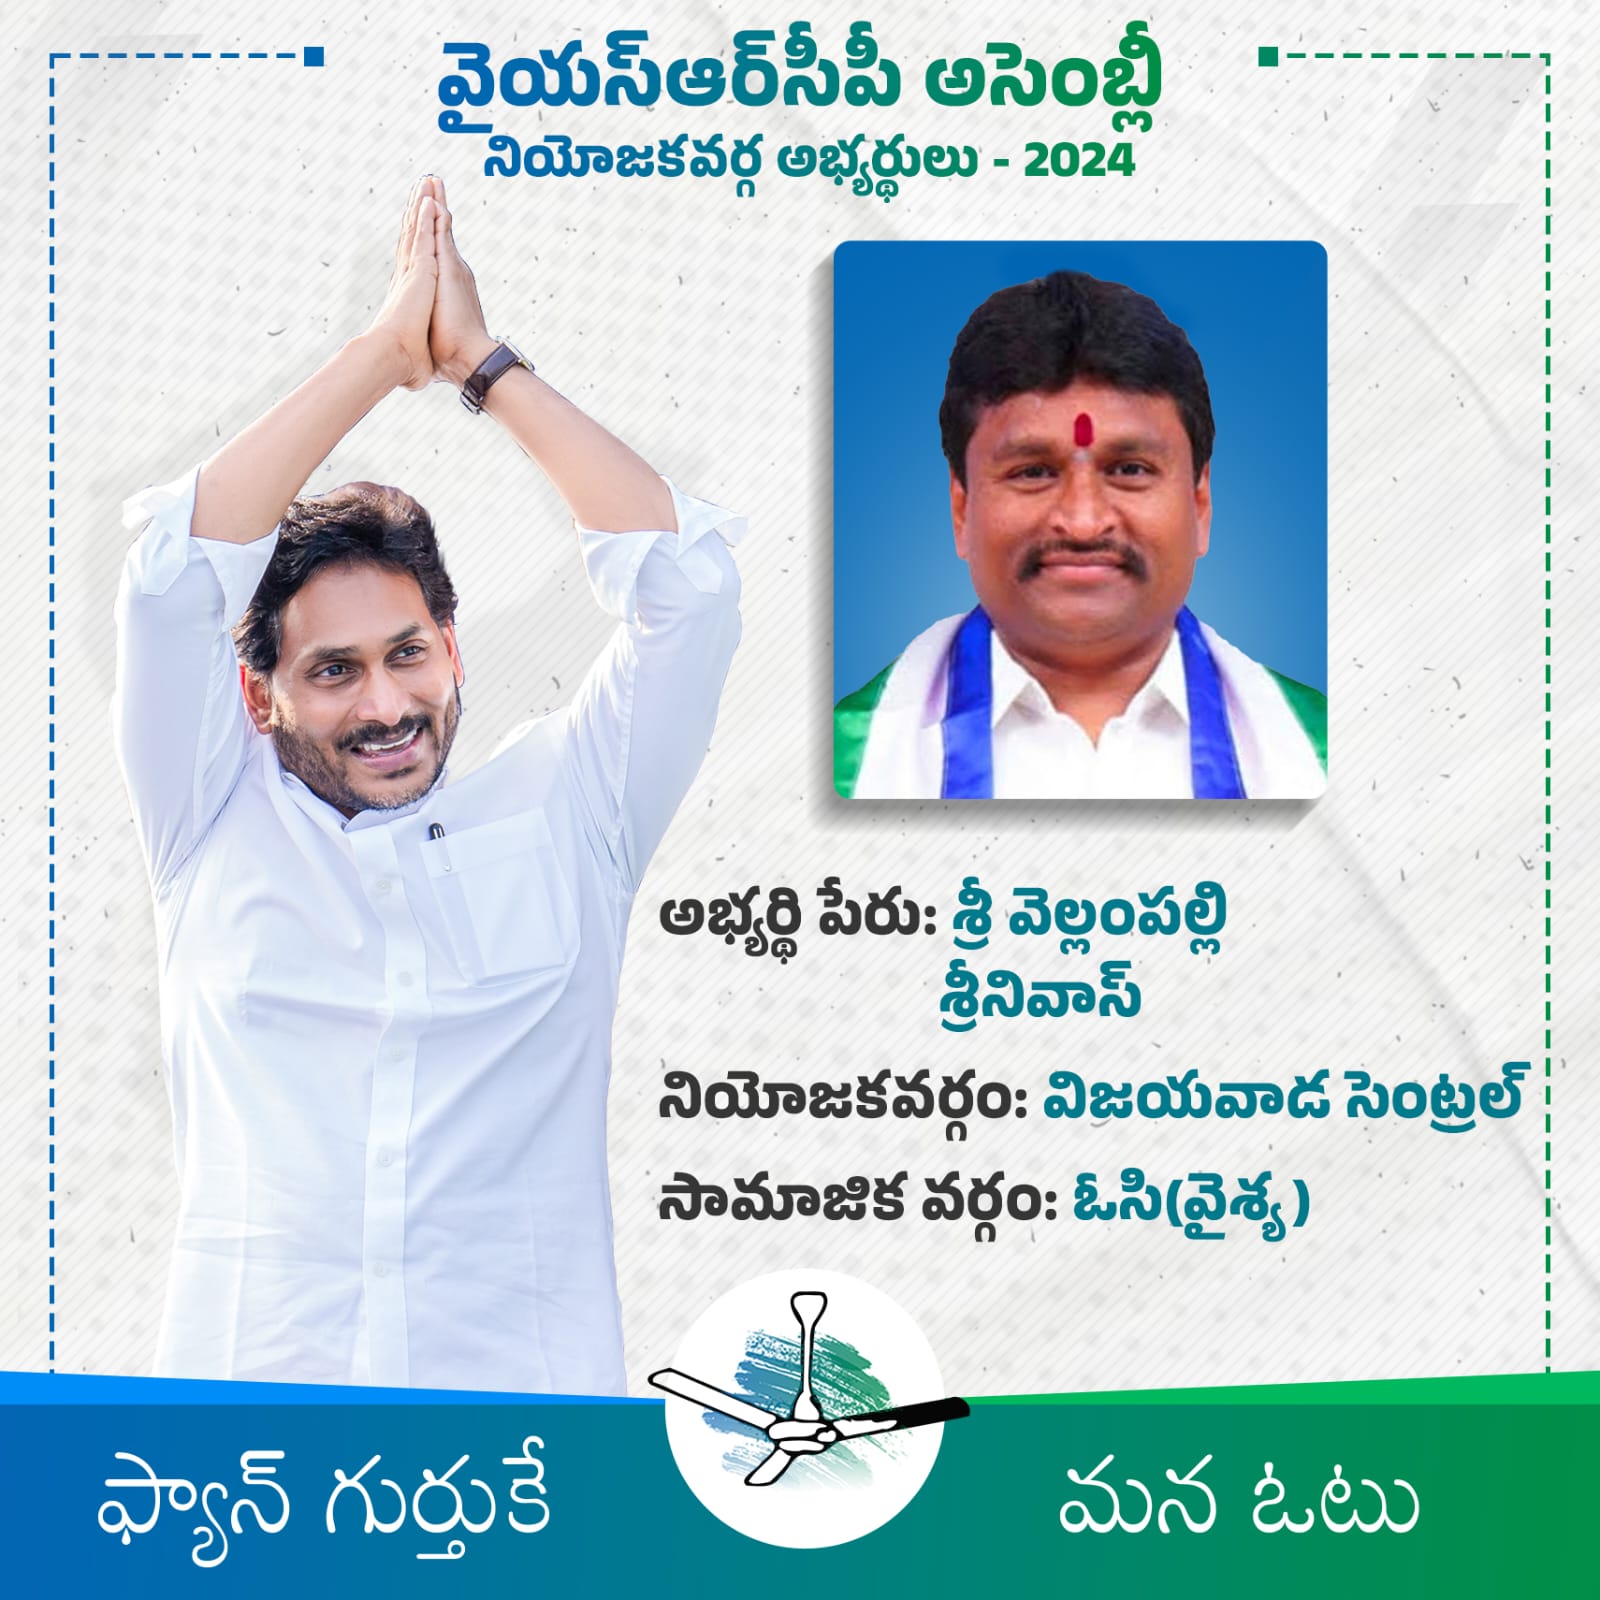 వైయస్ఆర్‌సీపీ అసెంబ్లీ
నియోజకవర్గ అభ్యర్థులు - 2024
అభ్యర్థి పేరు: శ్రీ వెల్లంపల్లి
శ్రీనివాస్
నియోజకవర్గం: విజయవాడ సెంట్రల్
సామాజిక వర్గం: ఓసి(వైశ్య)
ఫ్యాన్ గుర్తుకే
మన ఓటు